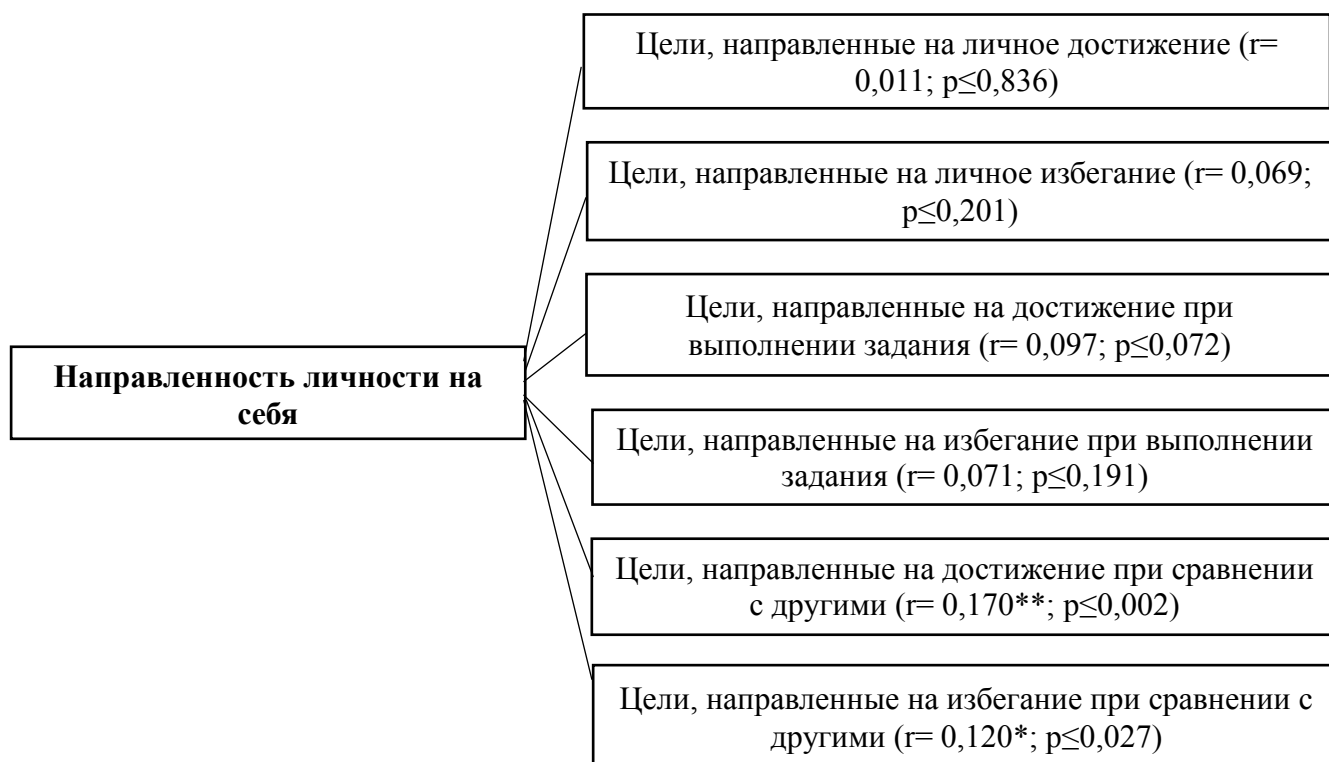 Цели, направленные на личное достижение (r=
0,011; p≤0,836)
Цели, направленные на личное избегание (r= 0,069;
p≤0,201)
Цели, направленные на достижение при
выполнении задания (r= 0,097; p≤0,072)
Направленность личности на
себя
Цели, направленные на избегание при выполнении
задания (r= 0,071; p≤0,191)
Цели, направленные на достижение при сравнении
с другими (r= 0,170**; p≤0,002)
Цели, направленные на избегание при сравнении с
другими (r= 0,120*; p≤0,027)